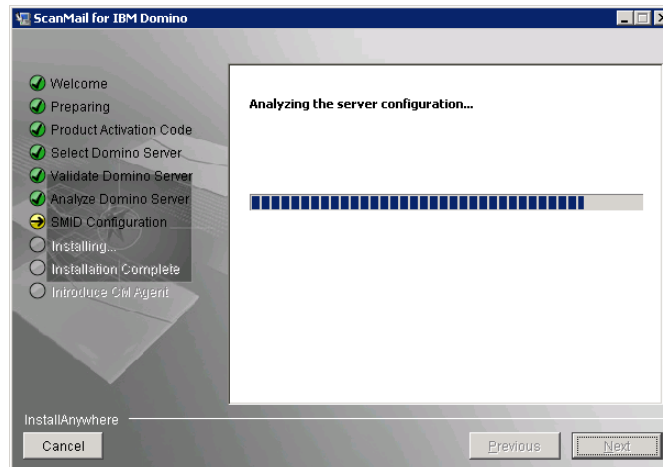 ScanMail for IBM Domino
Welcome
Preparing
Product Activation Code
Select Domino Server
Validate Domino Server
Analyze Domino Server
SMID Configuration
Installing...
Installation Complete
Introduce CM Agent
Analyzing the server configuration...
InstallAnywhere
Cancel
Previous
Next